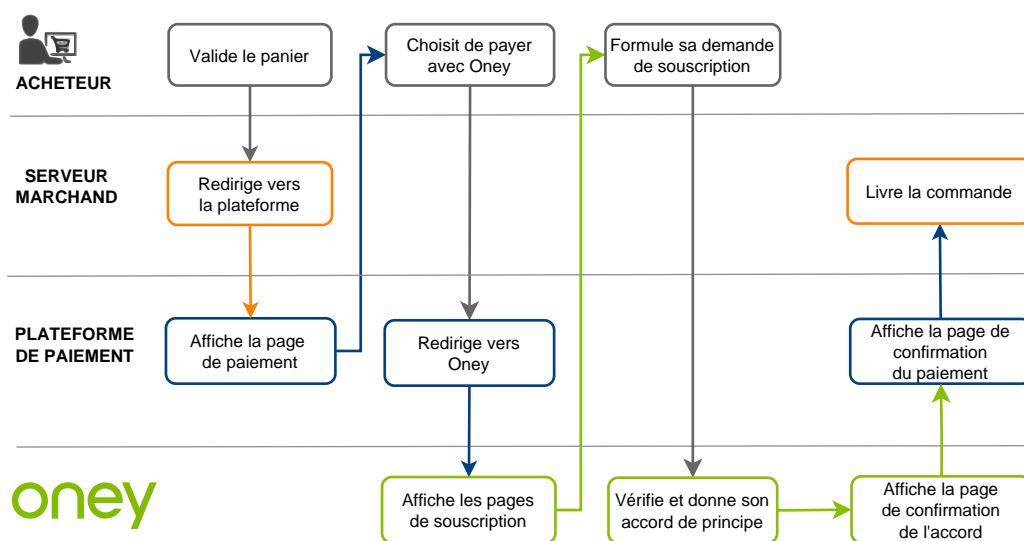 ACHETEUR
Valide le panier
Choisit de payer
avec Oney
Formule sa demande
de souscription
SERVEUR
MARCHAND
Redirige vers
la plateforme
Livre la commande
PLATEFORME
DE PAIEMENT
Affiche la page
de paiement
Redirige vers
Oney
Affiche la page de
confirmation
du paiement
oney
Affiche les pages
de souscription
Vérifie et donne son
accord de principe
Affiche la page
de confirmation
de l'accord